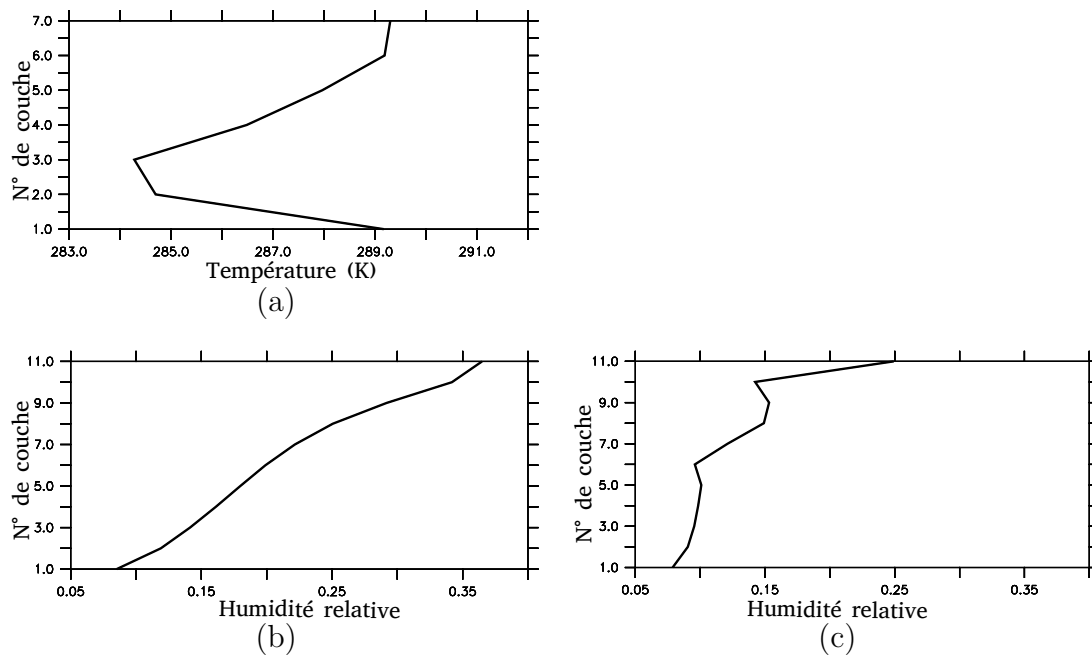 7.0
6.0
5.0
4.0
3.0
2.0
1.0
N° de couche
283.0 285.0 287.0 289.0 291.0
Température (K)
(a)
11.0
9.0
7.0
5.0
3.0
1.0
N° de couche
0.05 0.15 0.25 0.35
Humidité relative
(b)
11.0
9.0
7.0
5.0
3.0
1.0
N° de couche
0.05 0.15 0.25 0.35
Humidité relative
(c)